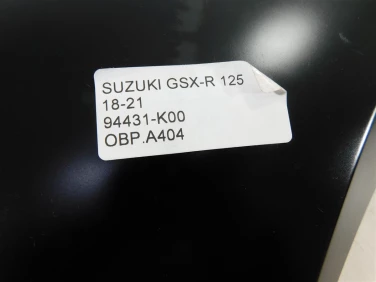 SUZUKI GSX-R 125
18-21
94431-K00
OBP.A404